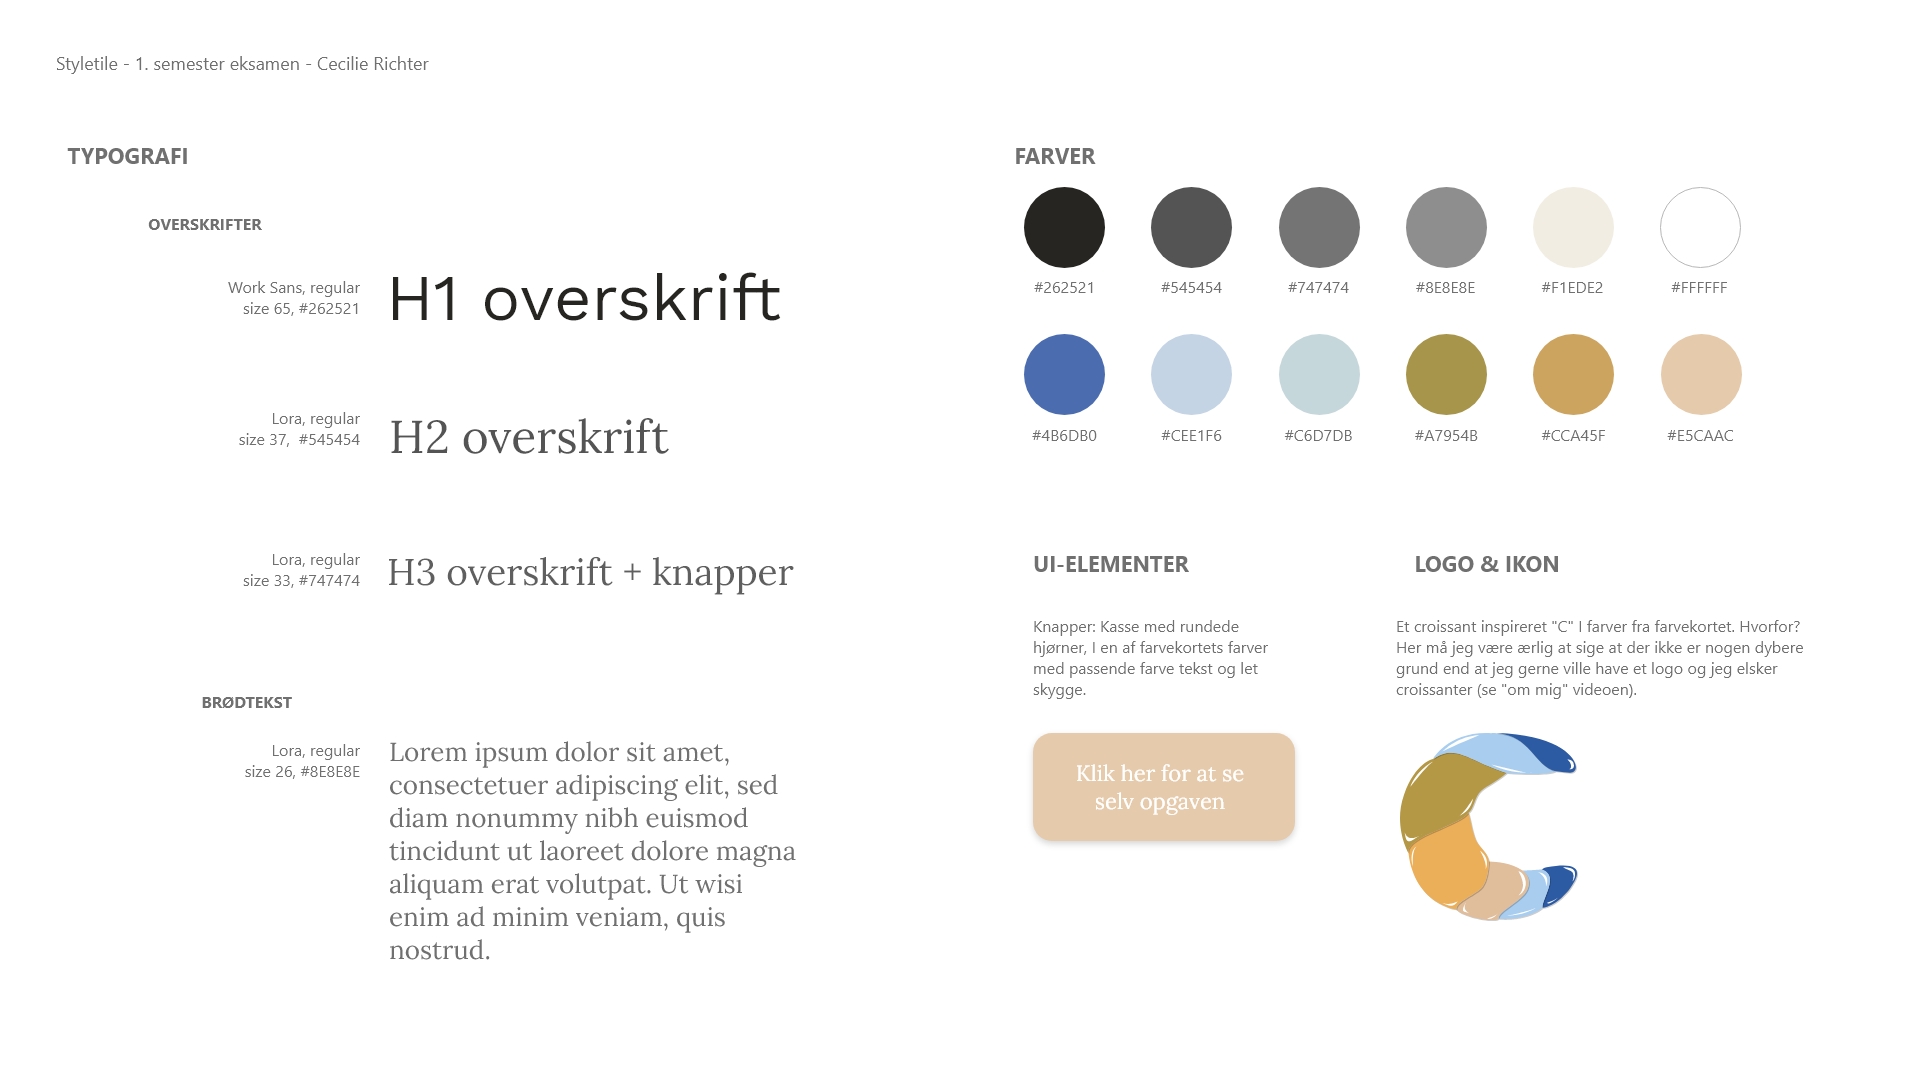 Styletile - 1. semester eksamen - Cecilie Richter
TYPOGRAFI
OVERSKRIFTER
Work Sans, regular
size 65, #262521
H1 overskrift
Lora, regular
size 37,  #545454
H2 overskrift
Lora, regular
size 33, #747474
H3 overskrift + knapper
BRØDTEKST
Lora, regular
size 26, #8E8E8E
Lorem ipsum dolor sit amet,
consectetuer adipiscing elit, sed
diam nonummy nibh euismod
tincidunt ut laoreet dolore magna
aliquam erat volutpat. Ut wisi
enim ad minim veniam, quis
nostrud.
FARVER
#262521
#545454
#747474
#8E8E8E
#F1EDE2
#FFFFFF
#4B6DB0
#CEE1F6
#C6D7DB
#A7954B
#CCA45F
#E5CAAC
UI-ELEMENTER
Knapper: Kasse med rundede
hjørner, I en af farvekortets farver
med passende farve tekst og let
skygge.
Klik her for at se
selv opgaven
LOGO & IKON
Et croissant inspireret "C" I farver fra farvekortet. Hvorfor?
Her må jeg være ærlig at sige at der ikke er nogen dybere
grund end at jeg gerne ville have et logo og jeg elsker
croissanter (se "om mig" videoen).